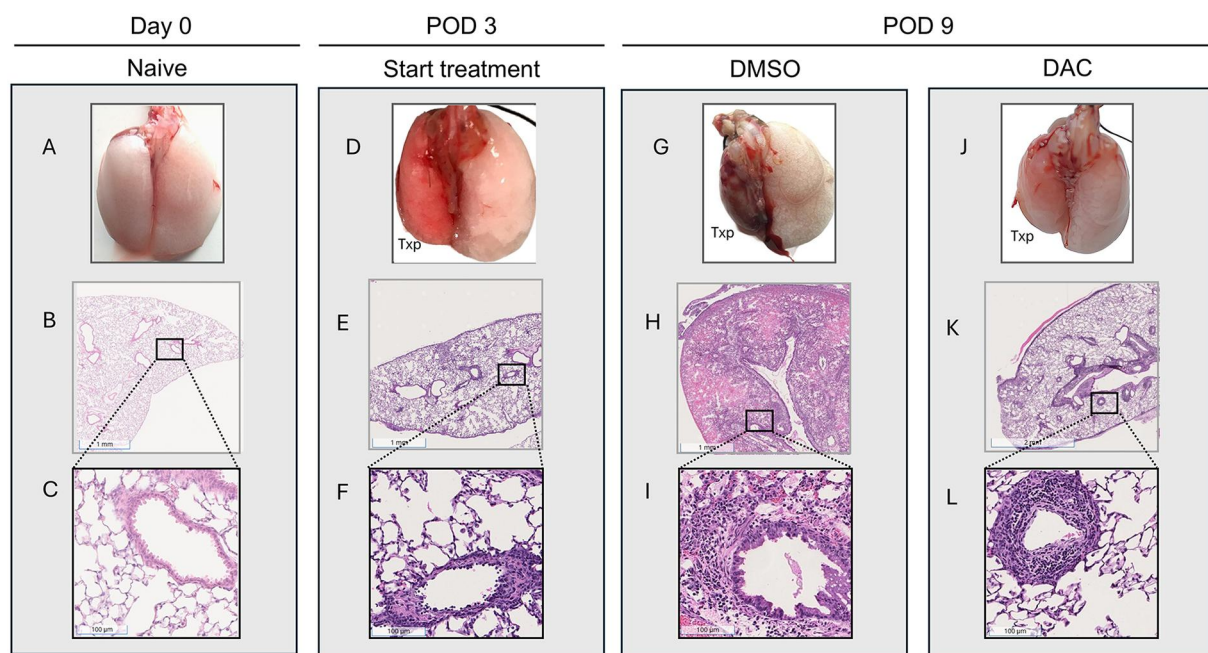 Day 0 POD 3 POD 9
Naive Start treatment DMSO DAC
A D G J
Txp Txp Txp
B E H K
1 mm 1 mm 1 mm 2 mm
C F I L
100 µm 100 µm 100 µm 100 µm